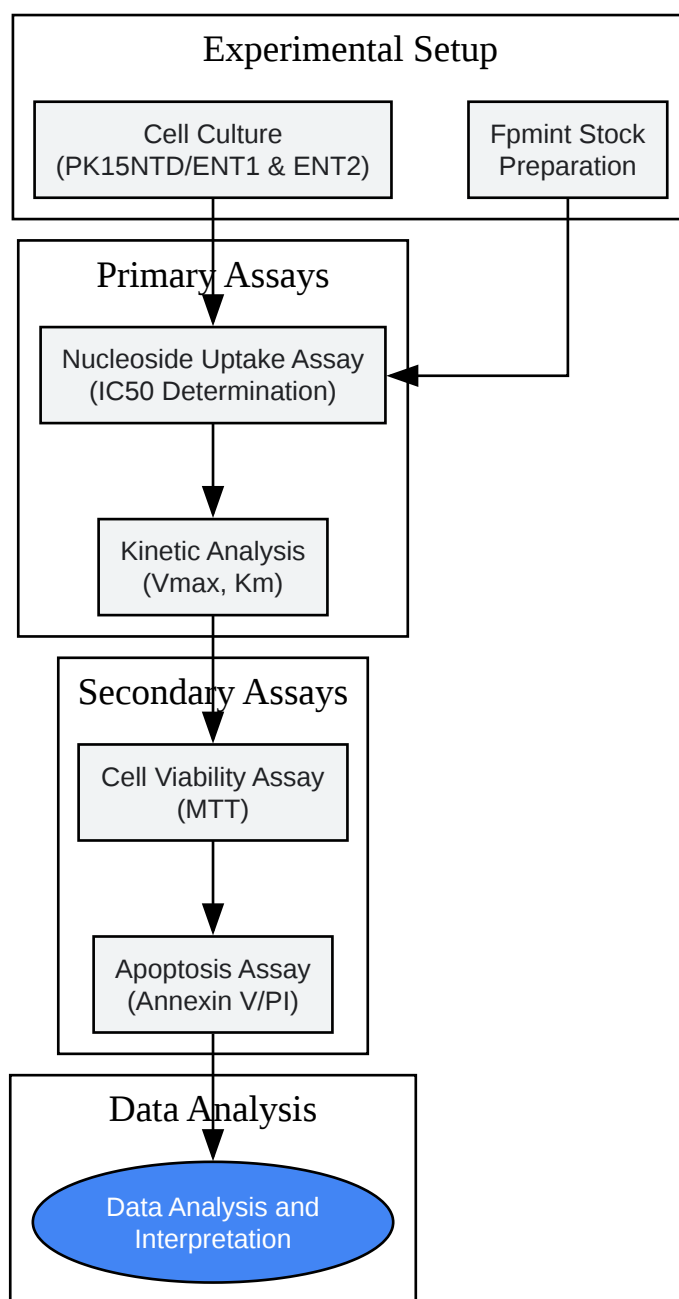 Experimental Setup
Cell Culture
(PK15NTD/ENT1 & ENT2)
Fpmint Stock
Preparation
Primary Assays
Nucleoside Uptake Assay
(IC50 Determination)
Kinetic Analysis
(Vmax, Km)
Secondary Assays
Cell Viability Assay
(MTT)
Apoptosis Assay
(Annexin V/PI)
Data Analysis
Data Analysis and
Interpretation